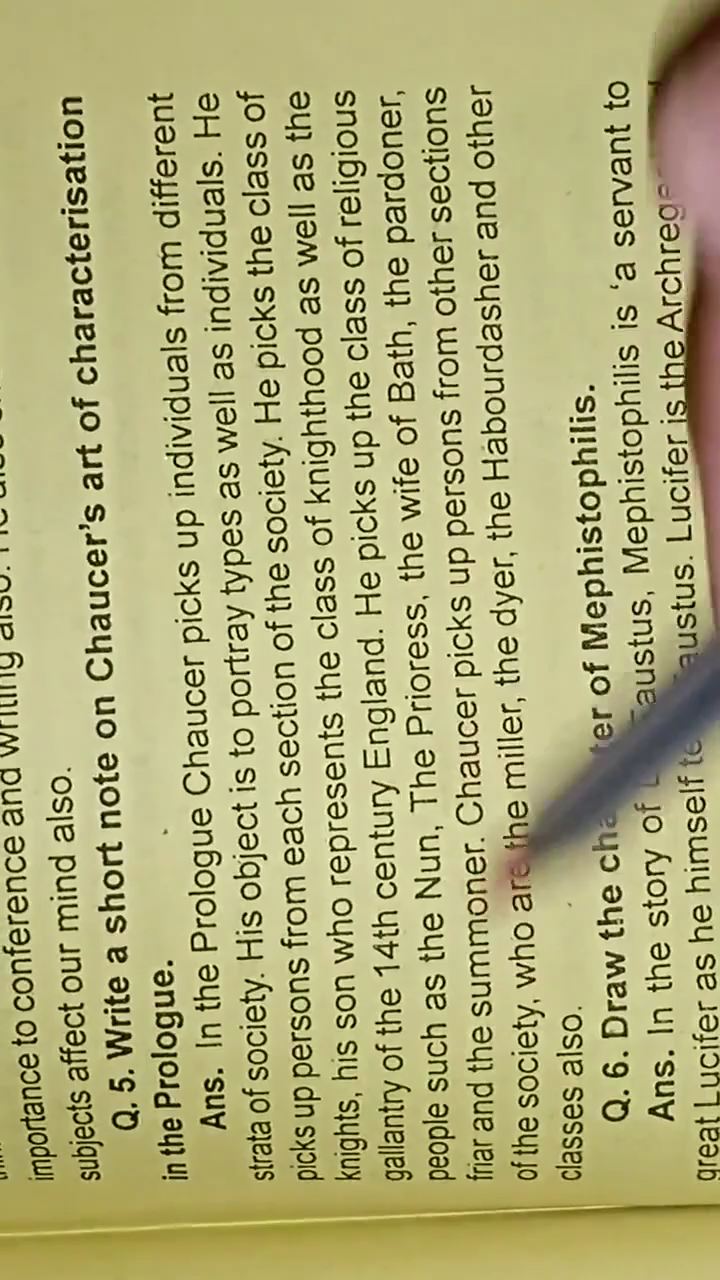 importance to conference and writing also. He also
subjects affect our mind also.
Q. 5. Write a short note on Chaucer's art of characterisation
in the Prologue.
Ans. In the Prologue Chaucer picks up individuals from different
strata of society. His object is to portray types as well as individuals. He
picks up persons from each section of the society. He picks the class of
knights, his son who represents the class of knighthood as well as the
gallantry of the 14th century England. He picks up the class of religious
people such as the Nun, The Prioress, the wife of Bath, the pardoner,
friar and the summoner. Chaucer picks up persons from other sections
of the society, who are the miller, the dyer, the Habourdasher and other
classes also.
Q. 6. Draw the character of Mephistophilis.
Ans. In the story of Faustus, Mephistophilis is 'a servant to
great Lucifer as he himself Faustus. Lucifer is the